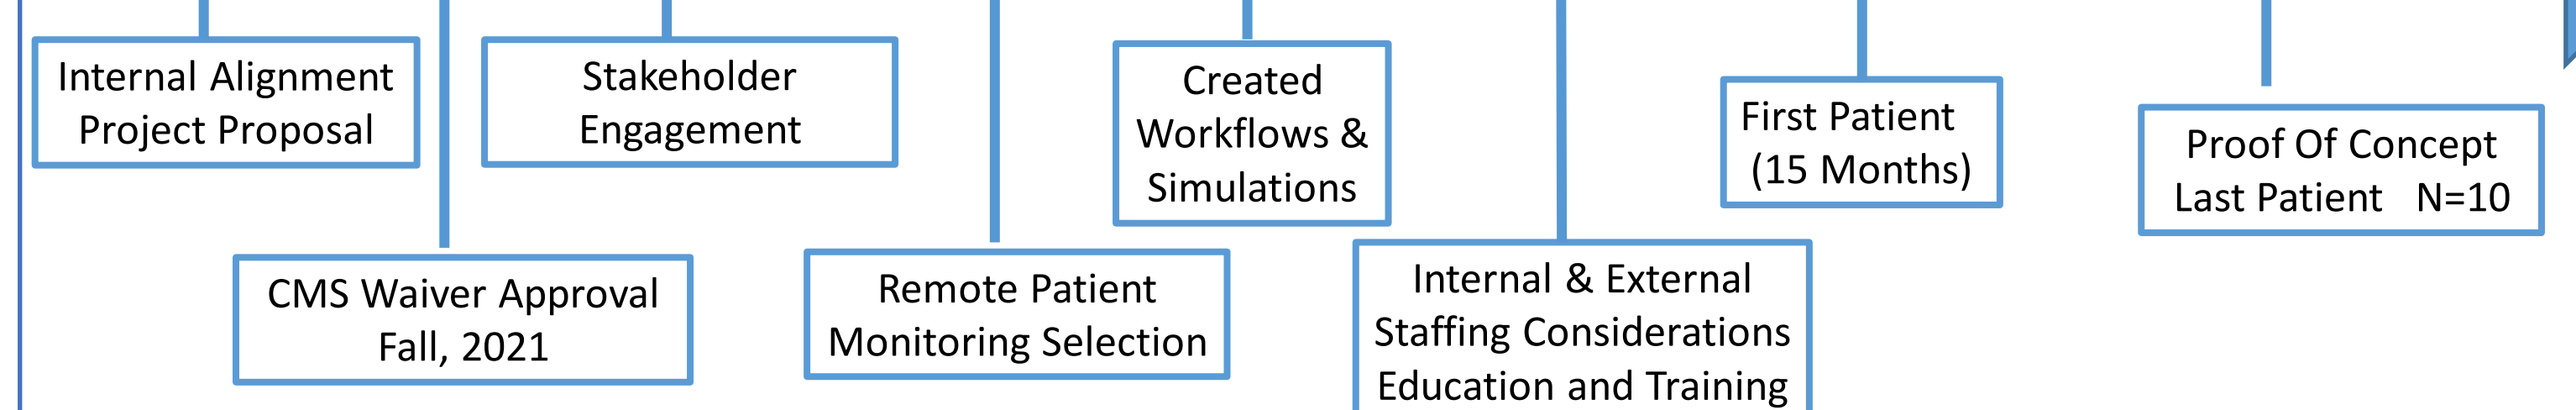 Internal Alignment
Project Proposal
CMS Waiver Approval
Fall, 2021
Stakeholder
Engagement
Remote Patient
Monitoring Selection
Created
Workflows &
Simulations
Internal & External
Staffing Considerations
Education and Training
First Patient
(15 Months)
Proof Of Concept
Last Patient N=10